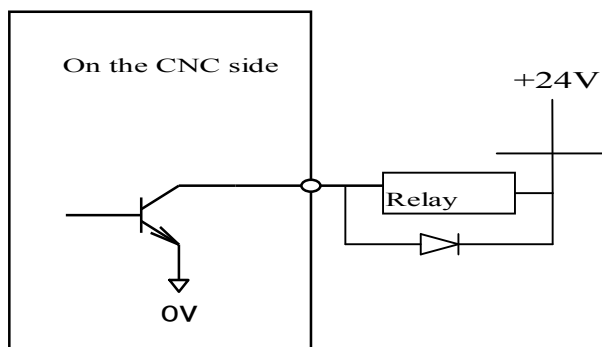 On the CNC side
+24V
Relay
0V